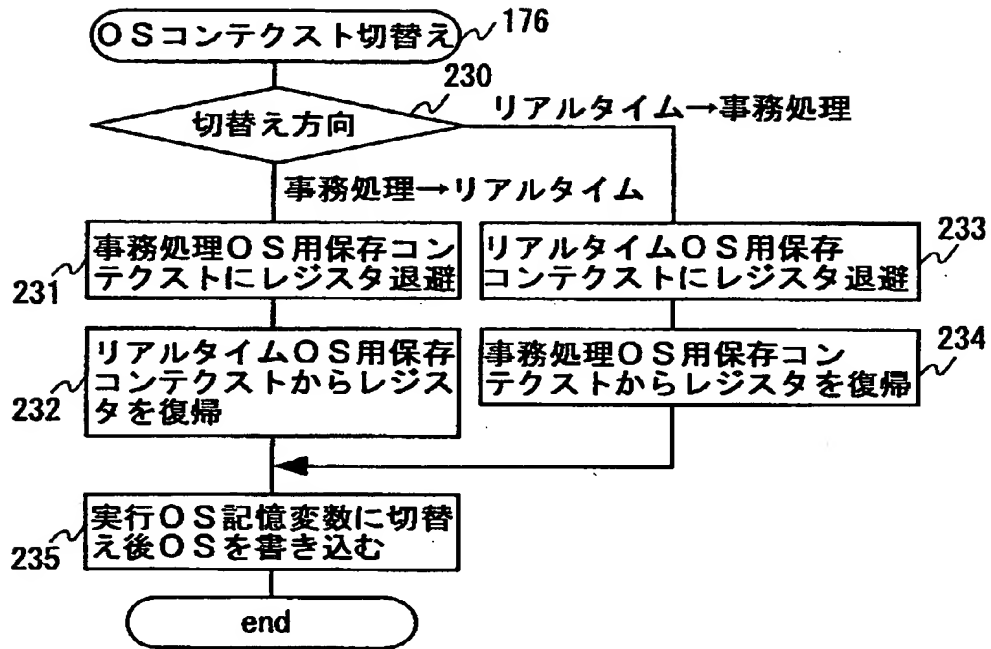 OSコンテクスト切替え
176
230
切替え方向
リアルタイム→事務処理
事務処理→リアルタイム
事務処理OS用保存コン
テクストにレジスタ退避
231
リアルタイムOS用保存
コンテクストにレジスタ退避
233
リアルタイムOS用保存
コンテクストからレジス
タを復帰
232
事務処理OS用保存コン
テクストからレジスタを復帰
234
実行OS記憶変数に切替
え後OSを書き込む
235
end